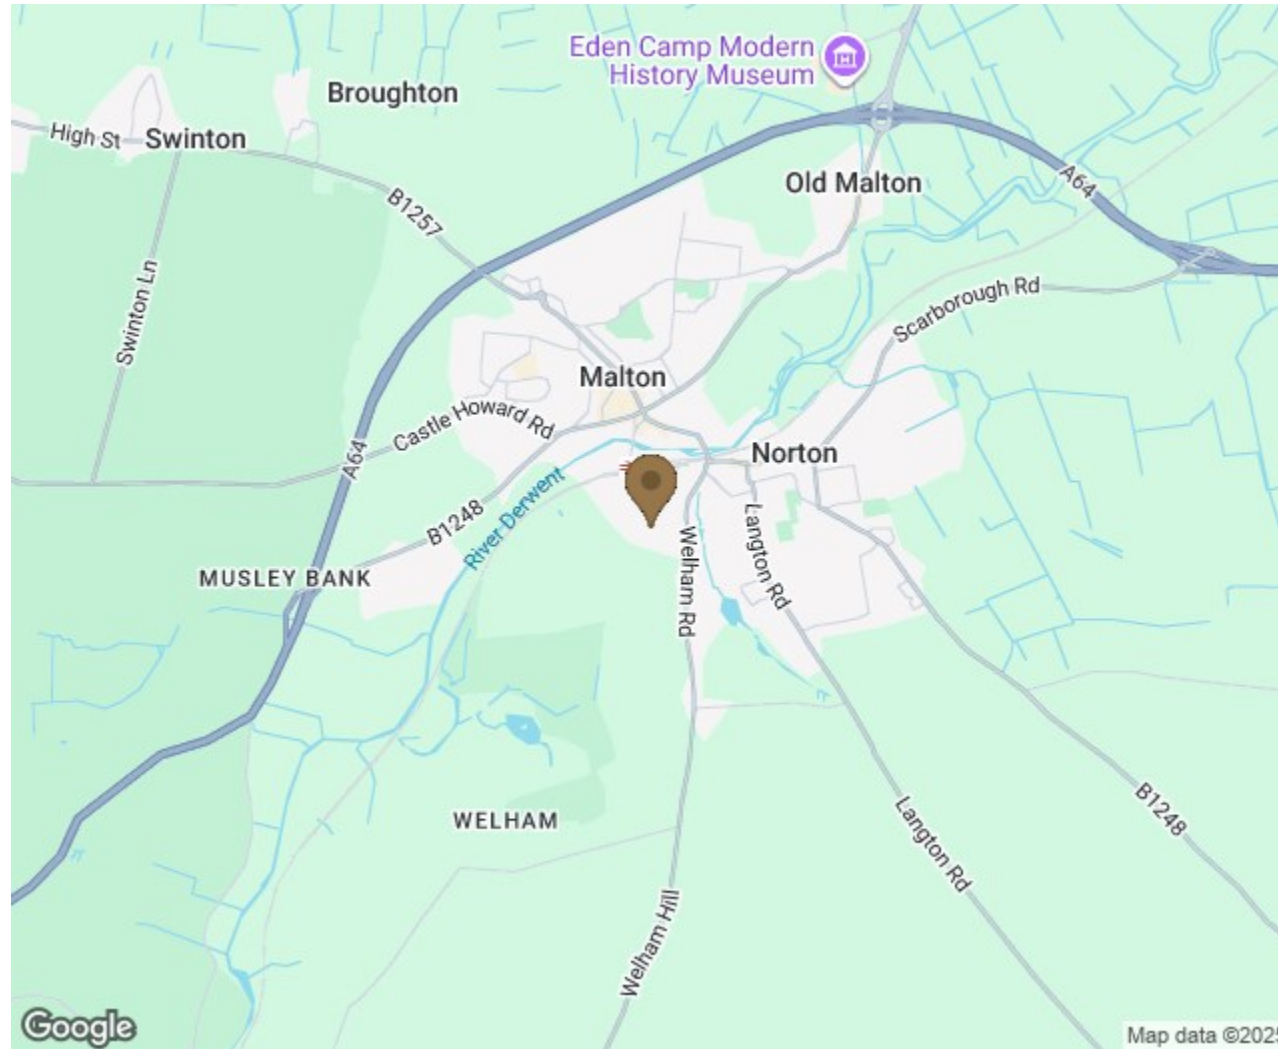 Eden Camp Modern
History Museum
Broughton
High St
Swinton
Old Malton
A64
B1257
Swinton Ln
Scarborough Rd
Malton
Castle Howard Rd
A64
Norton
B1248
River Derwent
Langton Rd
Welham Rd
MUSLEY BANK
WELHAM
B1248
Langton Rd
Welham Hill
Google
Map data ©2025